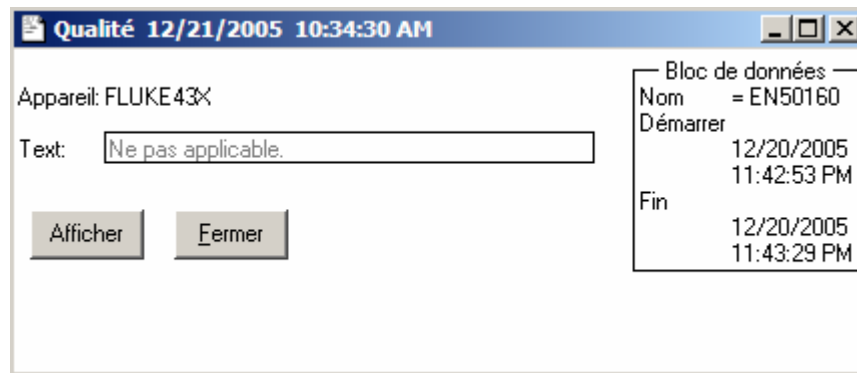 Qualité 12/21/2005 10:34:30 AM
Appareil: FLUKE43X
Text: Ne pas applicable.
Afficher Fermer
Bloc de données
Nom = EN50160
Démarrer
12/20/2005
11:42:53 PM
Fin
12/20/2005
11:43:29 PM